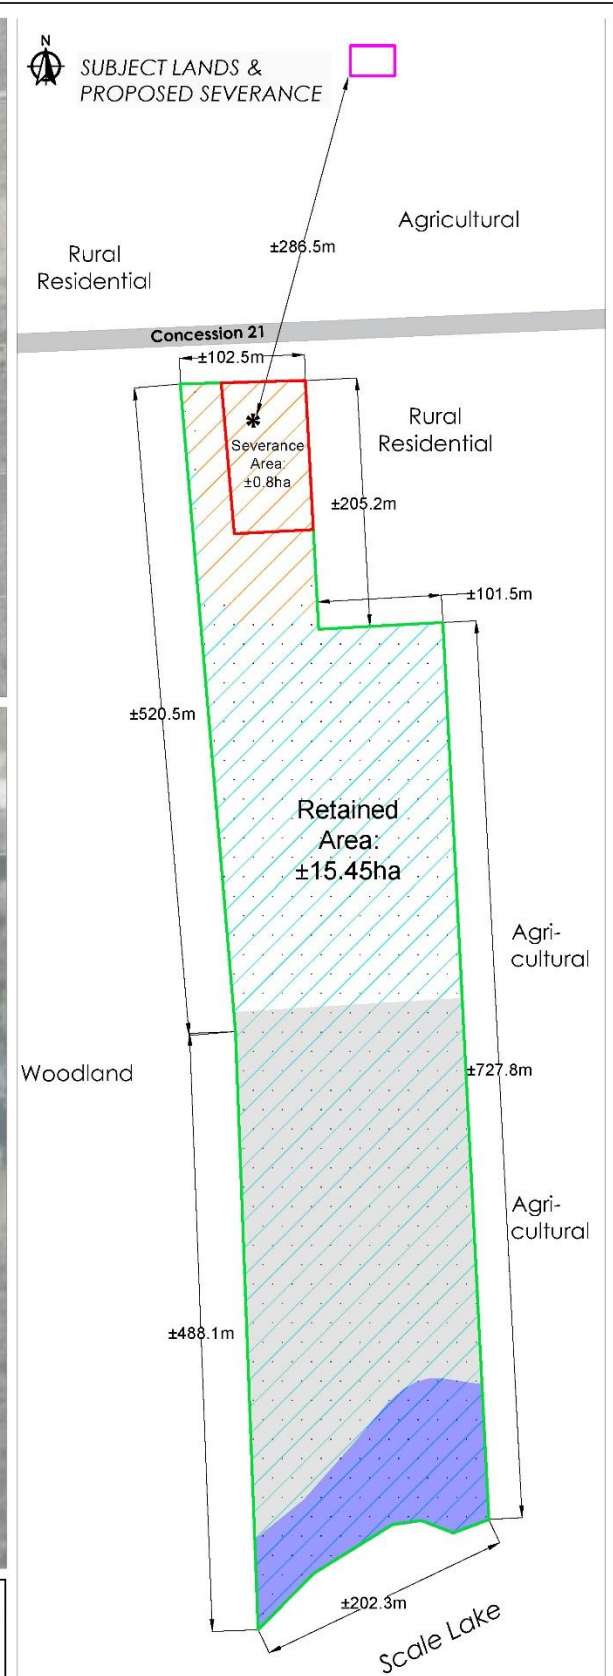 N
SUBJECT LANDS &
PROPOSED SEVERANCE
Agricultural
±286.5m
Rural
Residential
Concession 21
±102.5m
Rural
Residential
*
Severance
Area:
±0.8ha
±205.2m
±101.5m
±520.5m
Retained
Area:
±15.45ha
Agri-
cultural
Woodland
±727.8m
Agri-
cultural
±488.1m
±202.3m
Scale Lake